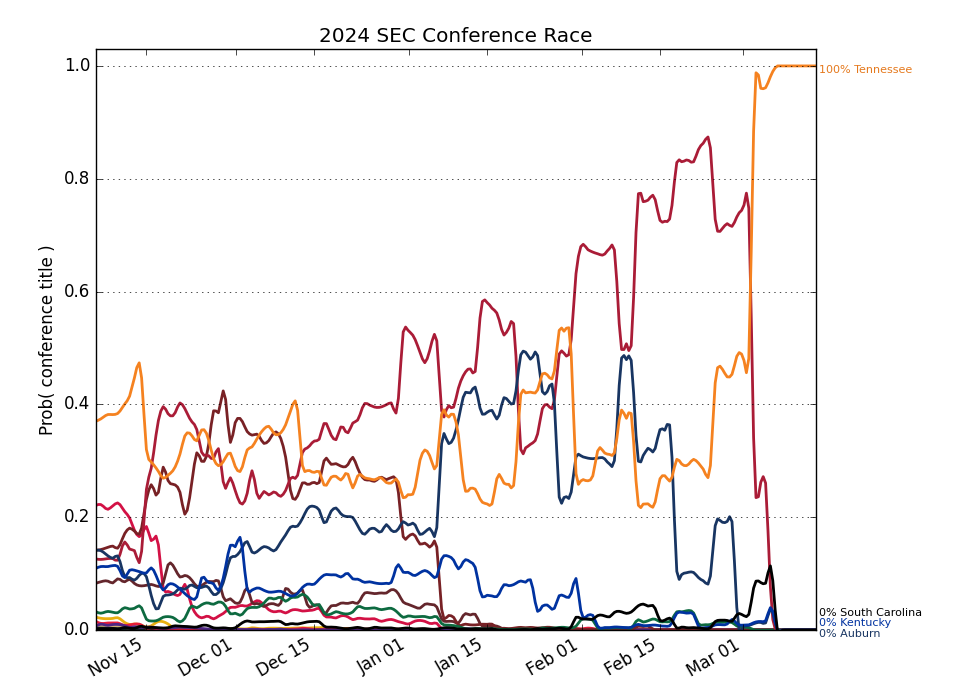 2024 SEC Conference Race
Prob( conference title )
1.0
0.8
0.6
0.4
0.2
0.0
Nov 15
Dec 01
Dec 15
Jan 01
Jan 15
Feb 01
Feb 15
Mar 01
100% Tennessee
0% South Carolina
0% Kentucky
0% Auburn